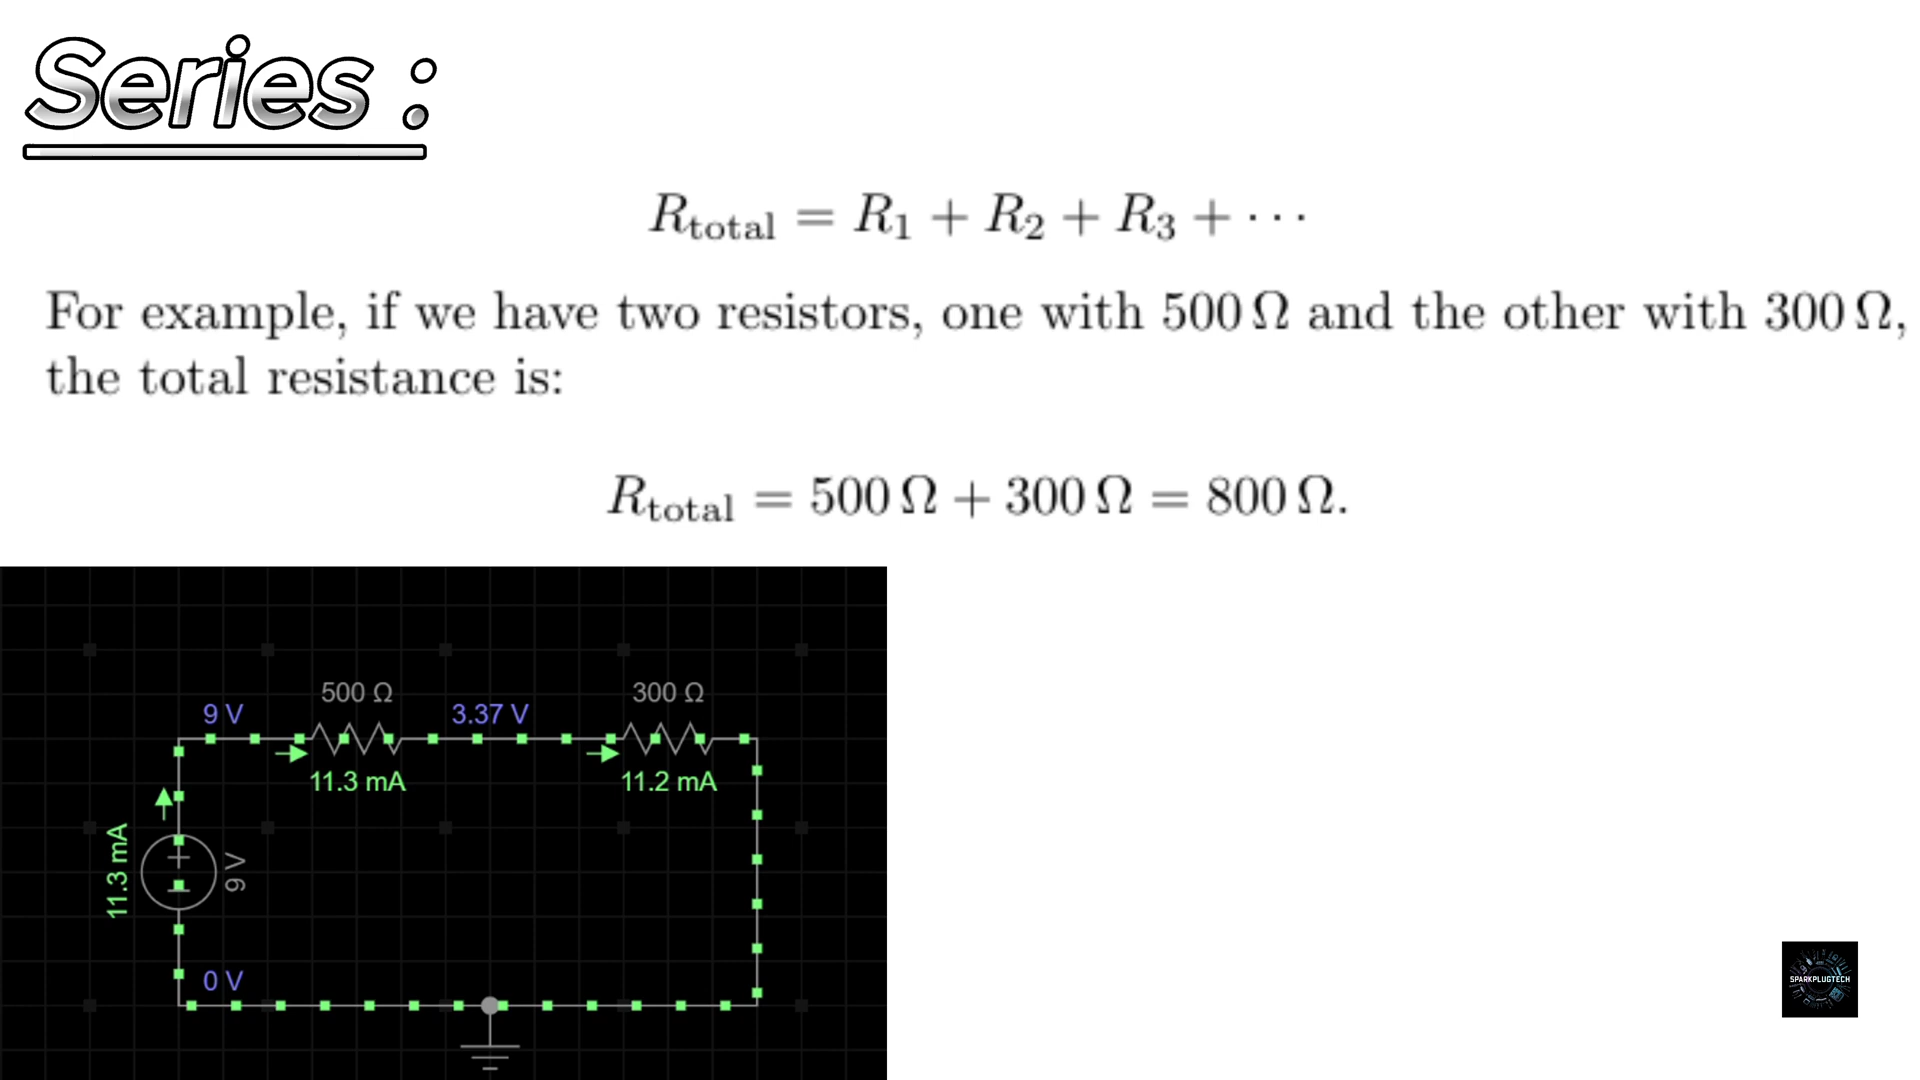 Series :
R_total = R_1 + R_2 + R_3 + ···
For example, if we have two resistors, one with 500 Ω and the other with 300 Ω,
the total resistance is:
R_total = 500 Ω + 300 Ω = 800 Ω.
500 Ω
300 Ω
9 V
3.37 V
11.3 mA
11.2 mA
11.3 mA
9 V
0 V
SPARKPLUGTECH